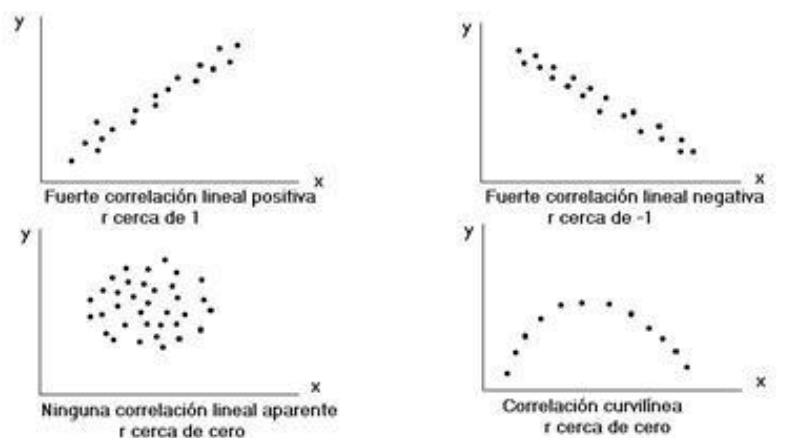 y
x
Fuerte correlación lineal positiva
r cerca de 1
y
x
Fuerte correlación lineal negativa
r cerca de -1
y
x
Ninguna correlación lineal aparente
r cerca de cero
y
x
Correlación curvilínea
r cerca de cero